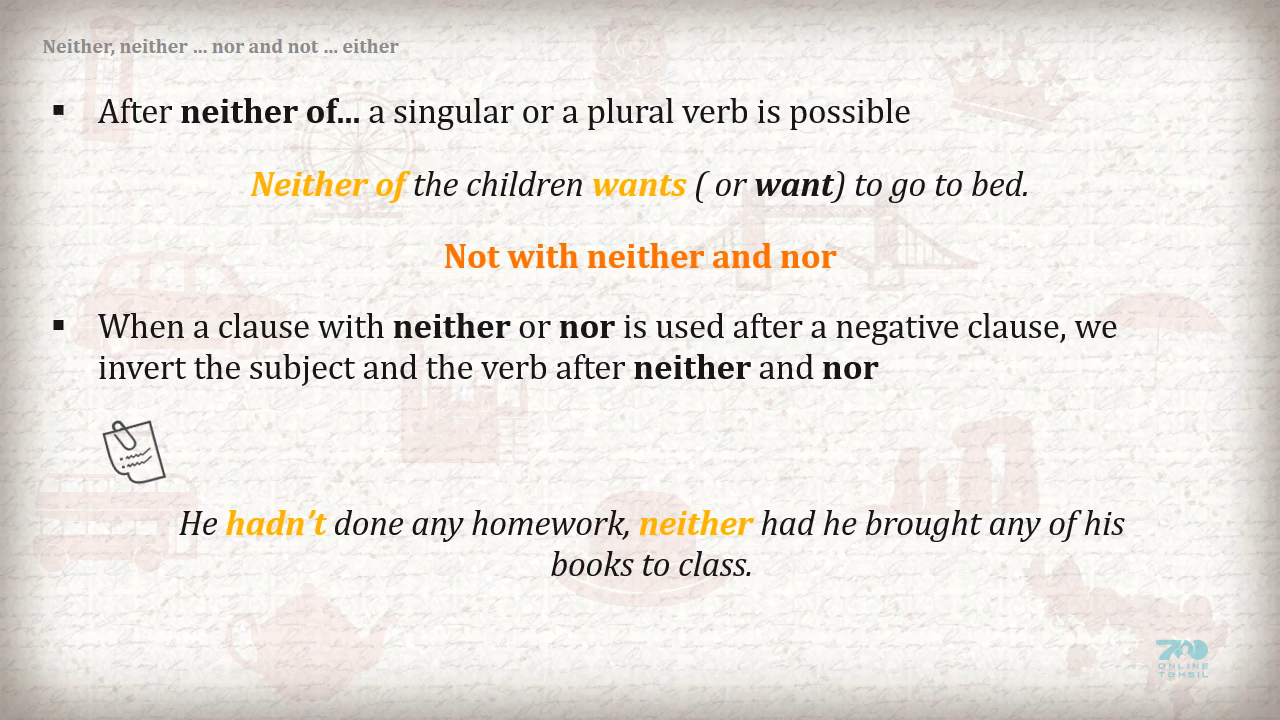 Neither, neither ... nor and not ... either
▪ After neither of... a singular or a plural verb is possible
Neither of the children wants ( or want) to go to bed.
Not with neither and nor
▪ When a clause with neither or nor is used after a negative clause, we
invert the subject and the verb after neither and nor
He hadn’t done any homework, neither had he brought any of his
books to class.
700
ONLINE
TƏHSİL